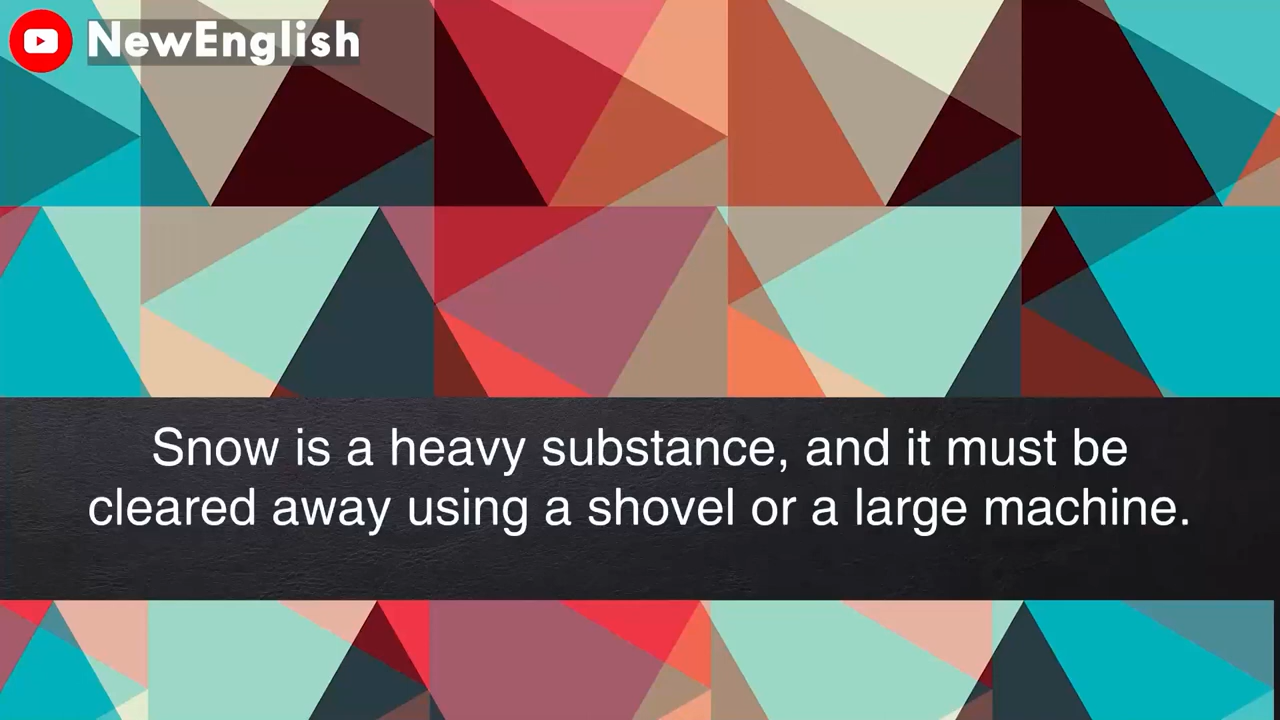 NewEnglish
Snow is a heavy substance, and it must be
cleared away using a shovel or a large machine.